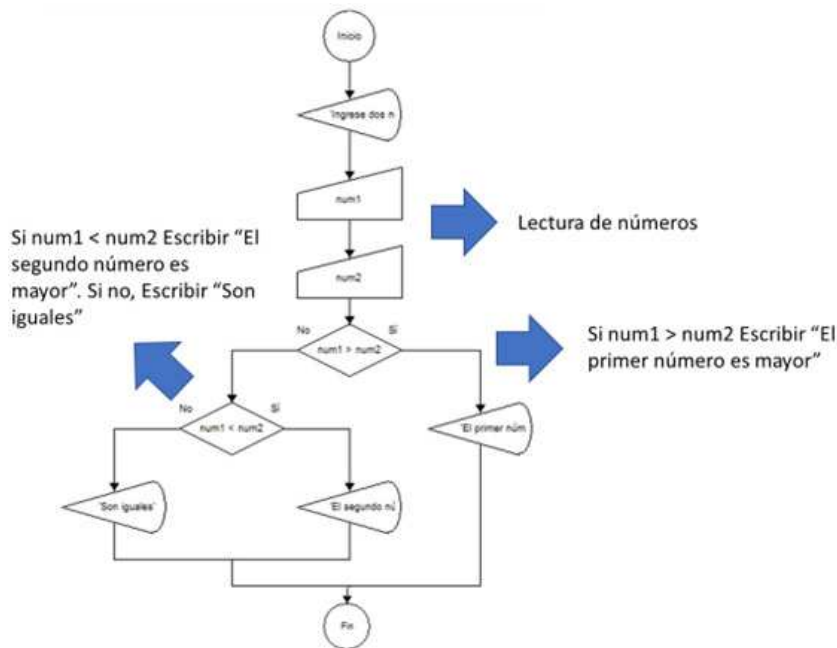 Inicio
'Ingrese dos n
num1
Lectura de números
Si num1 < num2 Escribir “El
segundo número es
mayor”. Si no, Escribir “Son
iguales”
num2
No
Sí
num1 > num2
Si num1 > num2 Escribir “El
primer número es mayor”
No
Sí
num1 < num2
'El primer núm
'Son iguales'
'El segundo nú
Fin